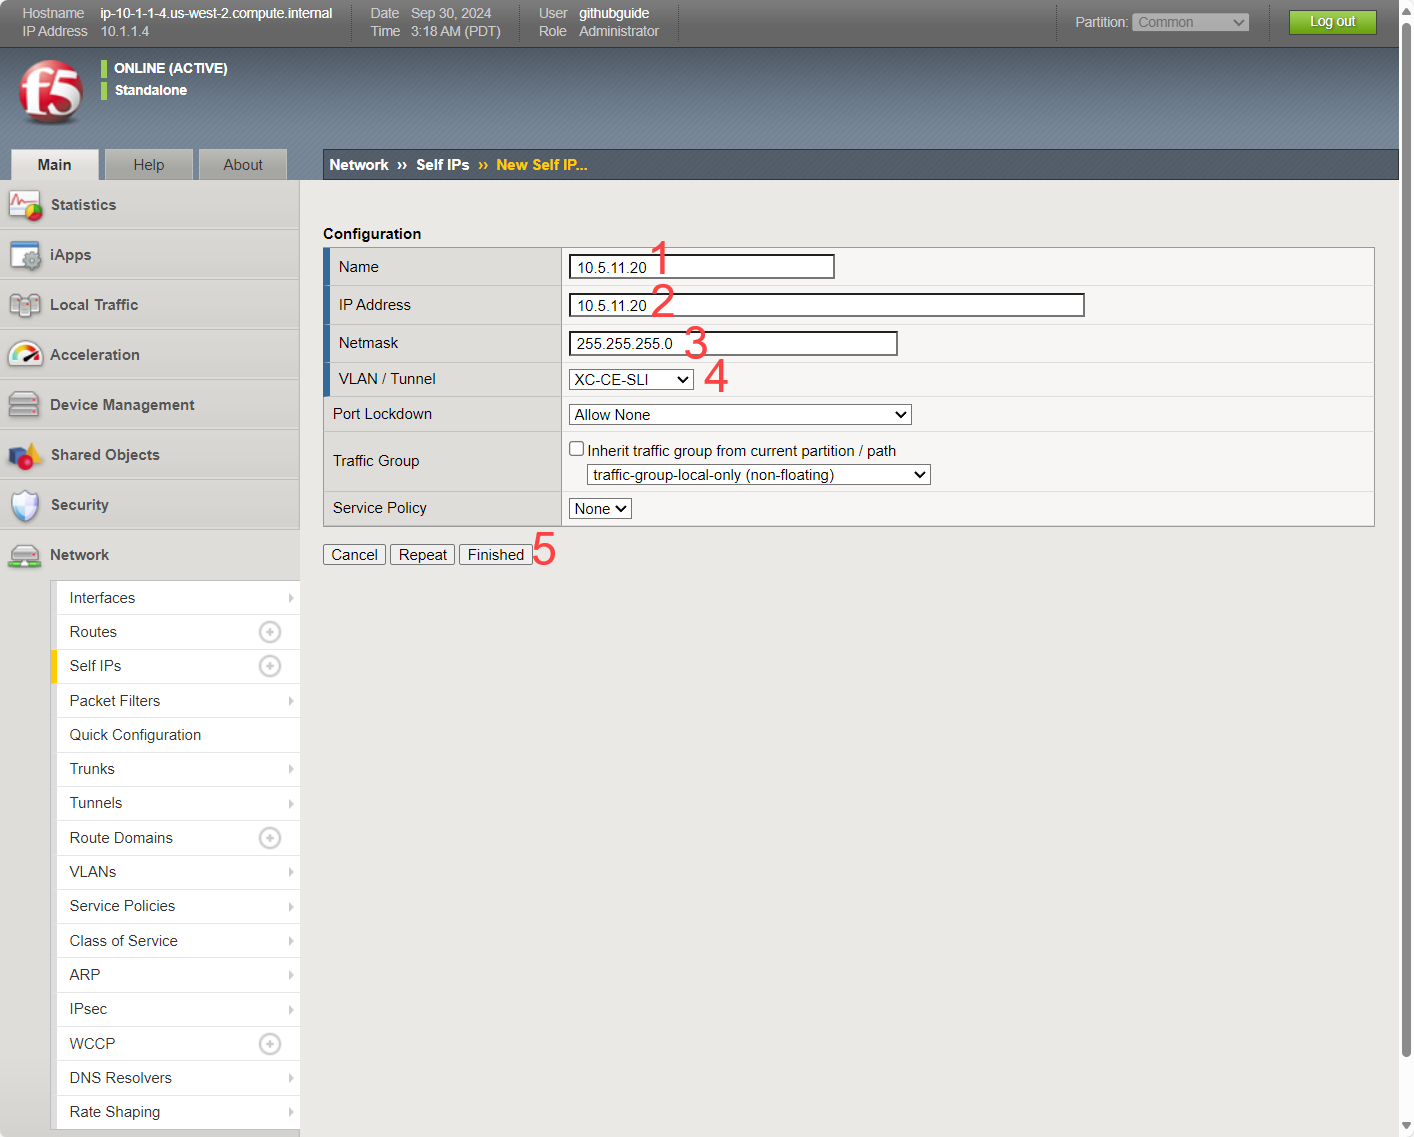 Hostname ip-10-1-1-4.us-west-2.compute.internal Date Sep 30, 2024 User githubguide Partition: Common Log out
IP Address 10.1.1.4 Time 3:18 AM (PDT) Role Administrator
f5
ONLINE (ACTIVE)
Standalone
Main Help About
Network ›› Self IPs ›› New Self IP...
Statistics
iApps
Local Traffic
Acceleration
Device Management
Shared Objects
Security
Network
Interfaces
Routes
Self IPs
Packet Filters
Quick Configuration
Trunks
Tunnels
Route Domains
VLANs
Service Policies
Class of Service
ARP
IPsec
WCCP
DNS Resolvers
Rate Shaping
Configuration
Name 10.5.11.20 1
IP Address 10.5.11.20 2
Netmask 255.255.255.0 3
VLAN / Tunnel XC-CE-SLI 4
Port Lockdown Allow None
Traffic Group Inherit traffic group from current partition / path
traffic-group-local-only (non-floating)
Service Policy None
Cancel Repeat Finished 5